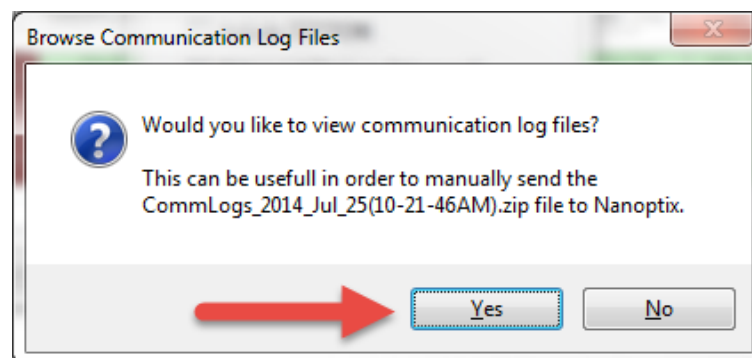 Browse Communication Log Files
Would you like to view communication log files?
This can be usefull in order to manually send the
CommLogs_2014_Jul_25(10-21-46AM).zip file to Nanoptix.
Yes
No